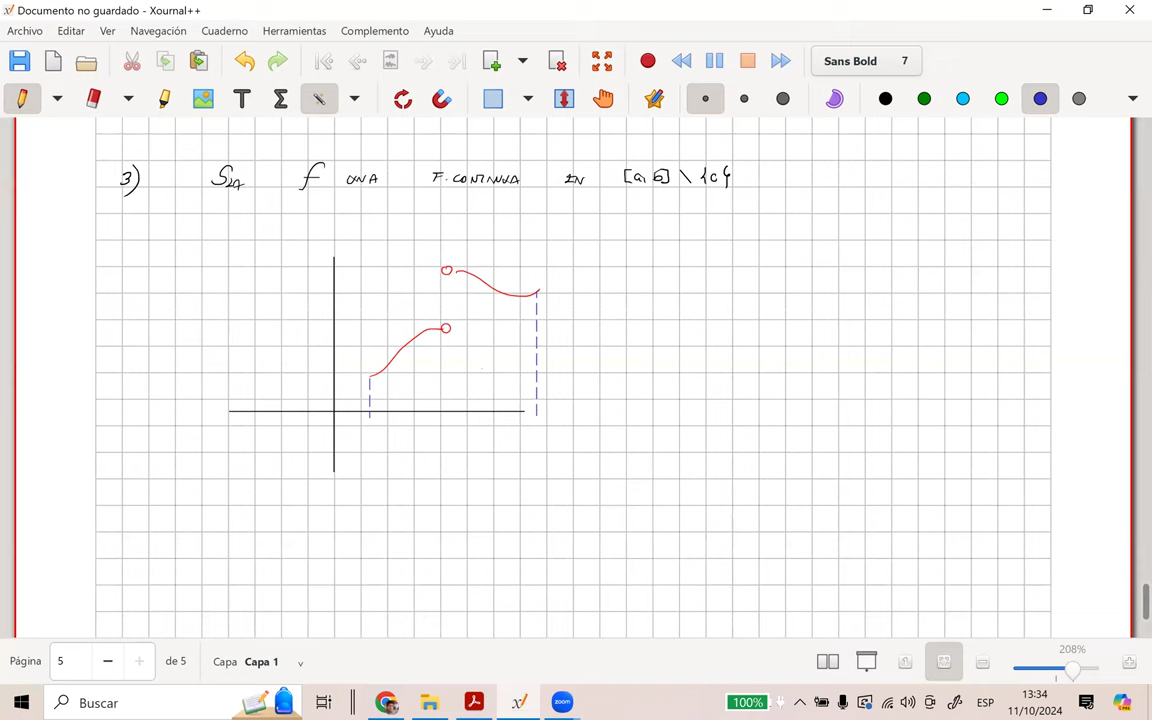 Documento no guardado - Xournal++
Archivo Editar Ver Navegación Cuaderno Herramientas Complemento Ayuda
Sans Bold 7
3) SEA f UNA F. CONTINUA EN [a, b] \ {c}
Página 5 de 5 Capa Capa 1
208%
Buscar
100%
ESP
13:34
11/10/2024